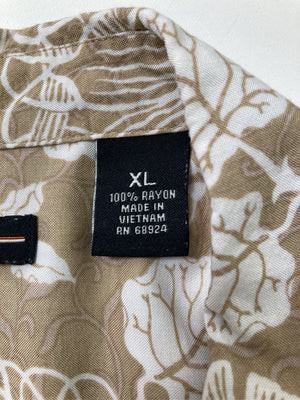 XL
100% RAYON
MADE IN
VIETNAM
RN 68924